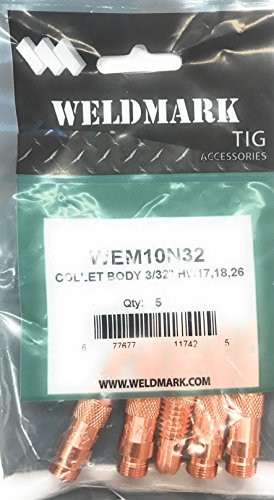 WELDMARK
TIG
ACCESSORIES
WEM10N32
COLLET BODY 3/32" HW-17,18,26
Qty: 5
6 77677 11742 5
WWW.WELDMARK.COM